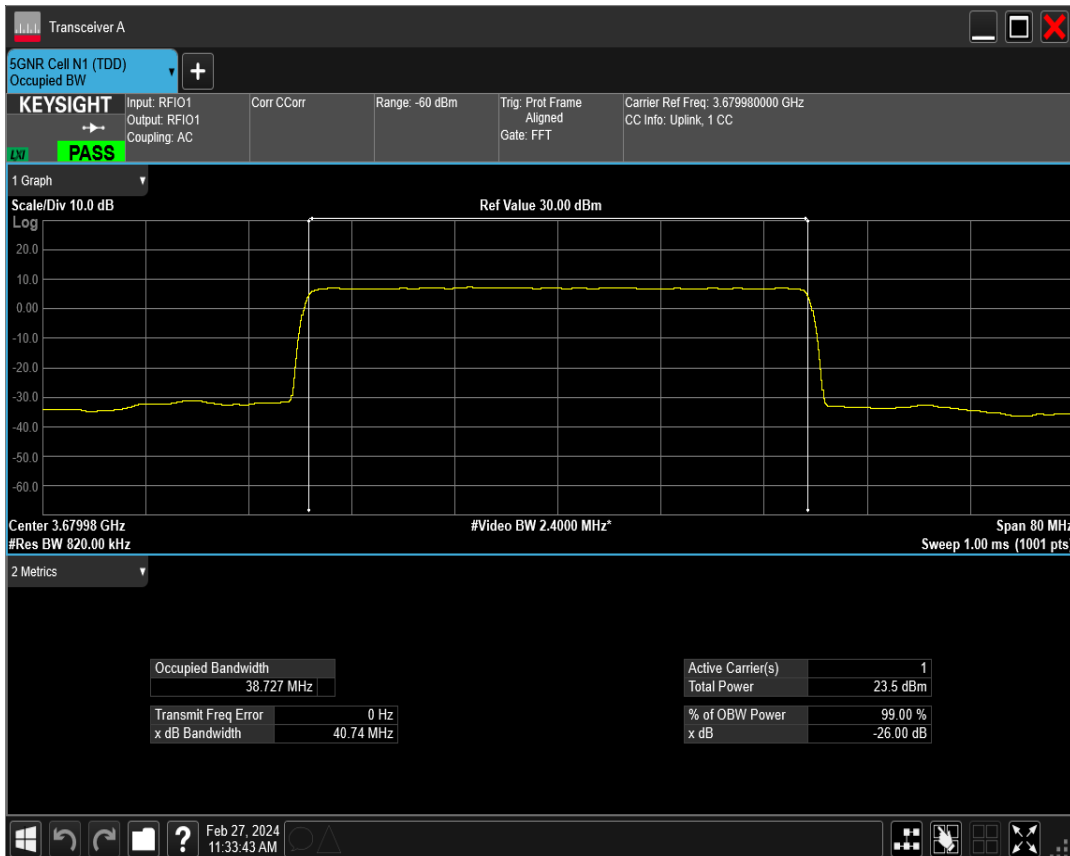 Transceiver A
5GNR Cell N1 (TDD)
Occupied BW
+
KEYSIGHT
LXI
PASS
Input: RFIO1
Output: RFIO1
Coupling: AC
Corr CCorr
Range: -60 dBm
Trig: Prot Frame
Aligned
Gate: FFT
Carrier Ref Freq: 3.679980000 GHz
CC Info: Uplink, 1 CC
1 Graph
Scale/Div 10.0 dB
Ref Value 30.00 dBm
Log
20.0
10.0
0.00
-10.0
-20.0
-30.0
-40.0
-50.0
-60.0
Center 3.67998 GHz
#Video BW 2.4000 MHz*
Span 80 MHz
#Res BW 820.00 kHz
Sweep 1.00 ms (1001 pts)
2 Metrics
Occupied Bandwidth
38.727 MHz
Transmit Freq Error 0 Hz
x dB Bandwidth 40.74 MHz
Active Carrier(s) 1
Total Power 23.5 dBm
% of OBW Power 99.00 %
x dB -26.00 dB
?
Feb 27, 2024
11:33:43 AM